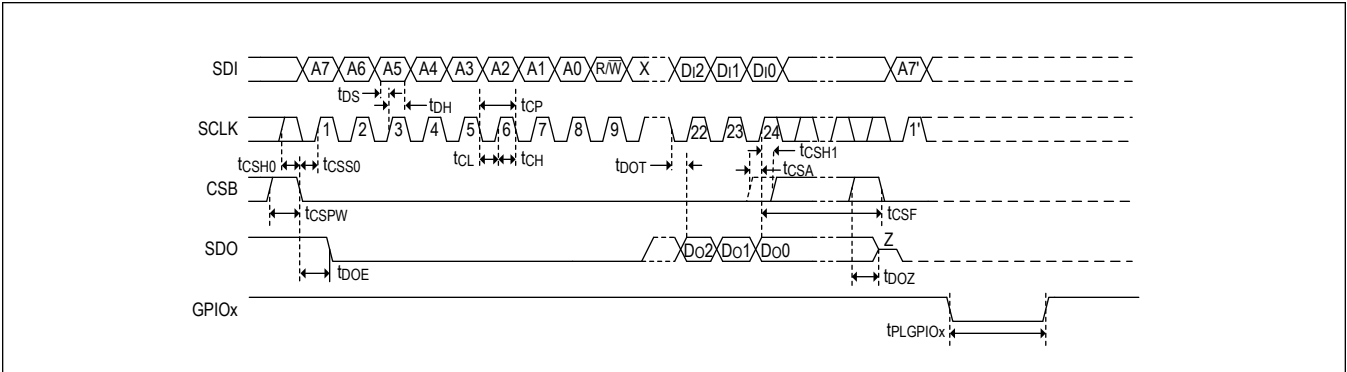 SDI A7 A6 A5 A4 A3 A2 A1 A0 R/W̅ X DI2 DI1 DI0 A7'
tDS tDH tCP
SCLK 1 2 3 4 5 6 7 8 9 22 23 24 1'
tCSH0 tCSS0 tCL tCH tDOT tCSH1
tCSA
CSB
tCSPW tCSF
SDO DO2 DO1 DO0 Z
tDOE tDOZ
GPIOx
tPLGPIOx